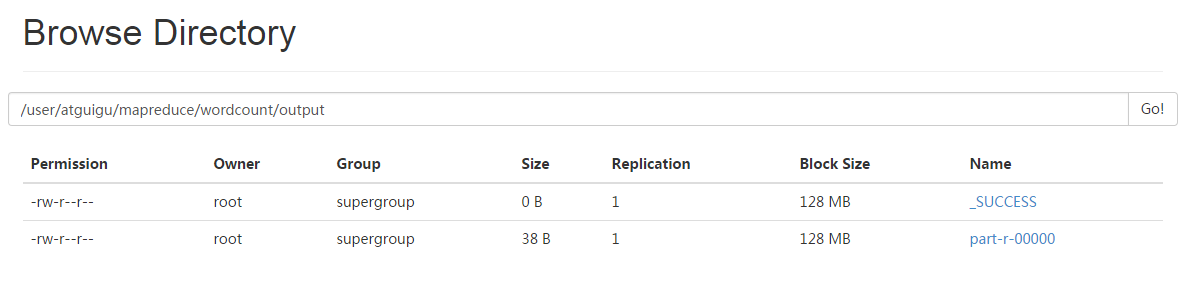 Browse Directory
/user/atguigu/mapreduce/wordcount/output Go!
Permission Owner Group Size Replication Block Size Name
-rw-r--r-- root supergroup 0 B 1 128 MB _SUCCESS
-rw-r--r-- root supergroup 38 B 1 128 MB part-r-00000